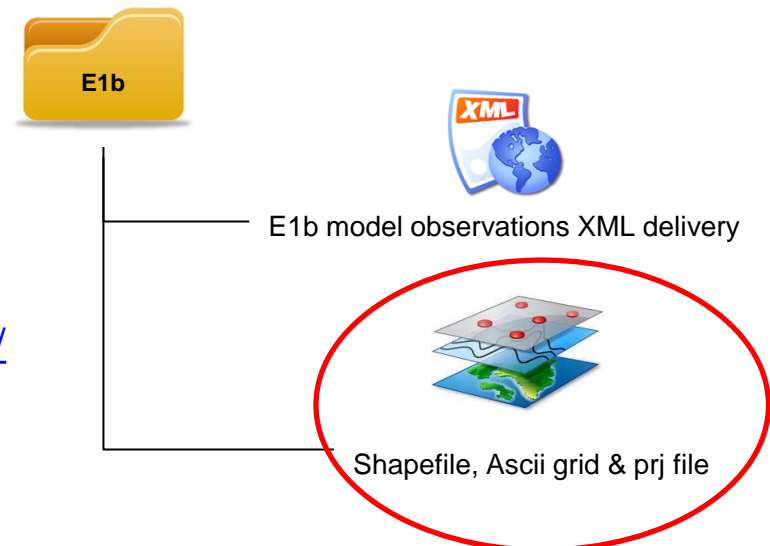 E1b
XML
E1b model observations XML delivery
/
Shapefile, Ascii grid & prj file